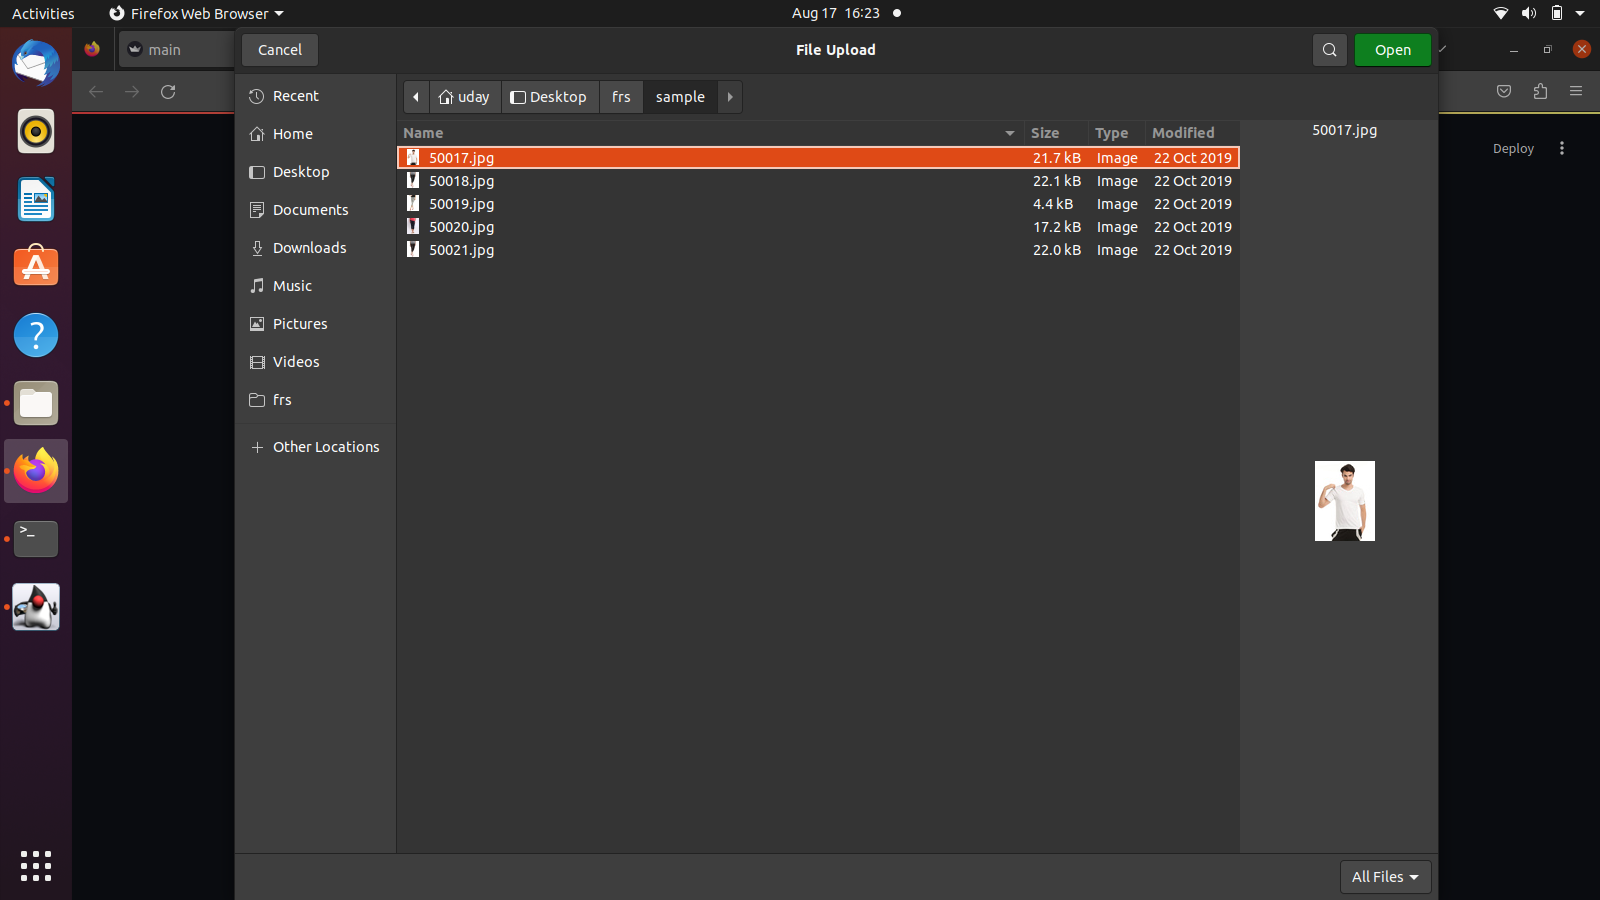 Activities Firefox Web Browser Aug 17 16:23
main Cancel File Upload Open
Recent uday Desktop frs sample
Name Size Type Modified 50017.jpg
Home
50017.jpg 21.7 kB Image 22 Oct 2019 Deploy
Desktop 50018.jpg 22.1 kB Image 22 Oct 2019
Documents 50019.jpg 4.4 kB Image 22 Oct 2019
50020.jpg 17.2 kB Image 22 Oct 2019
Downloads 50021.jpg 22.0 kB Image 22 Oct 2019
Music
Pictures
Videos
frs
Other Locations
>_
All Files